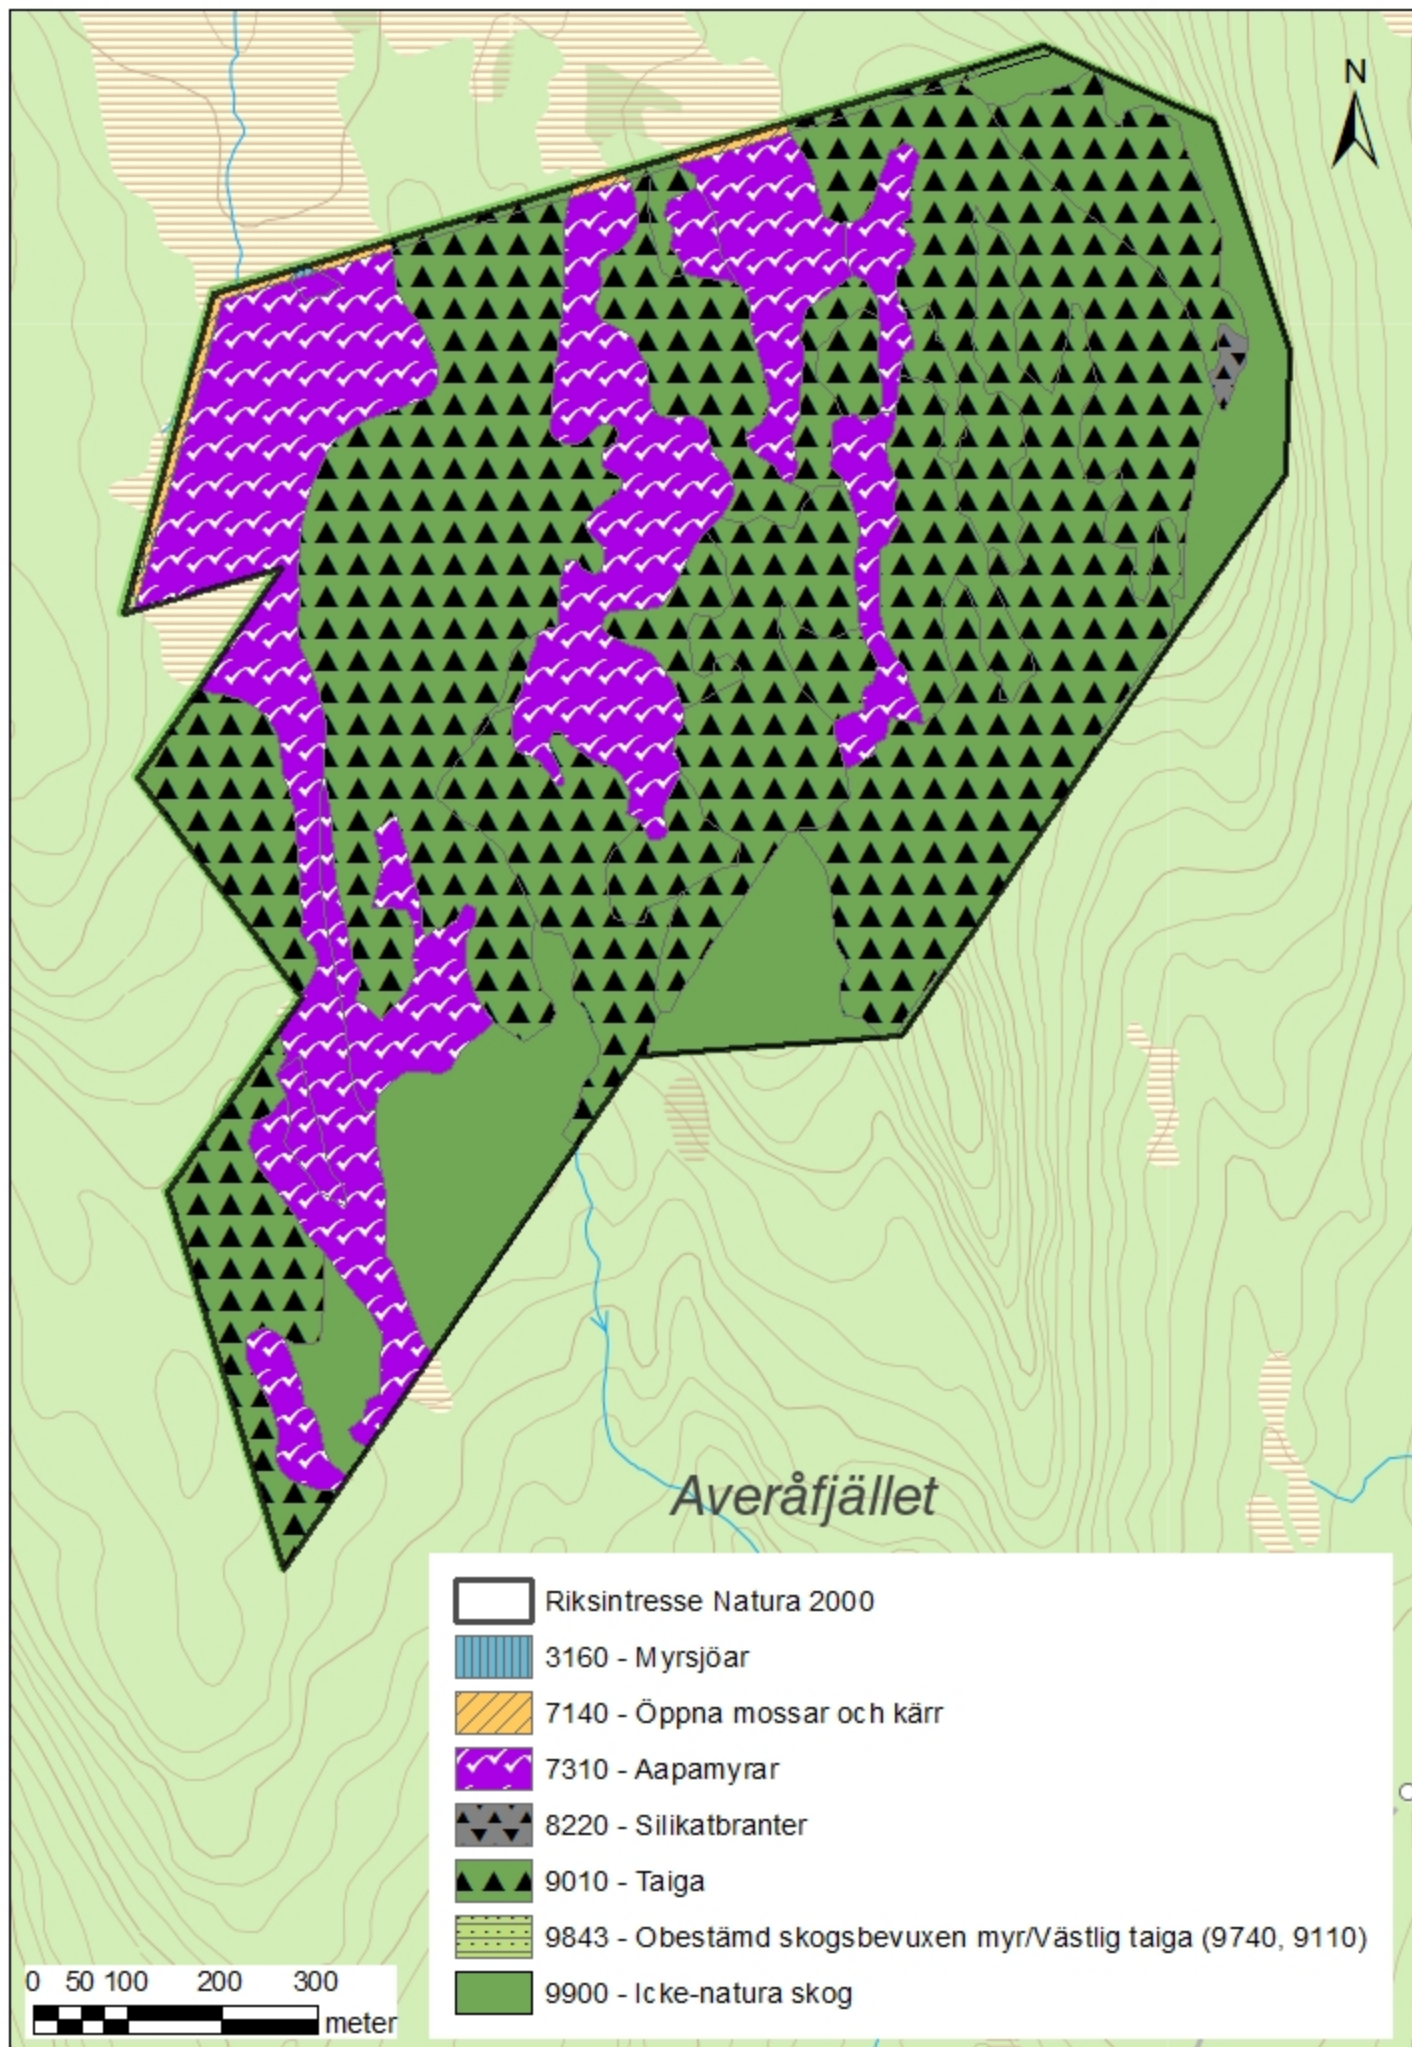 N
Averåfjället
Riksintresse Natura 2000
3160 - Myrsjöar
7140 - Öppna mossar och kärr
7310 - Aapamyrar
8220 - Silikatbranter
9010 - Taiga
9843 - Obestämd skogsbevuxen myr/Västlig taiga (9740, 9110)
9900 - Icke-natura skog
0 50 100 200 300
meter